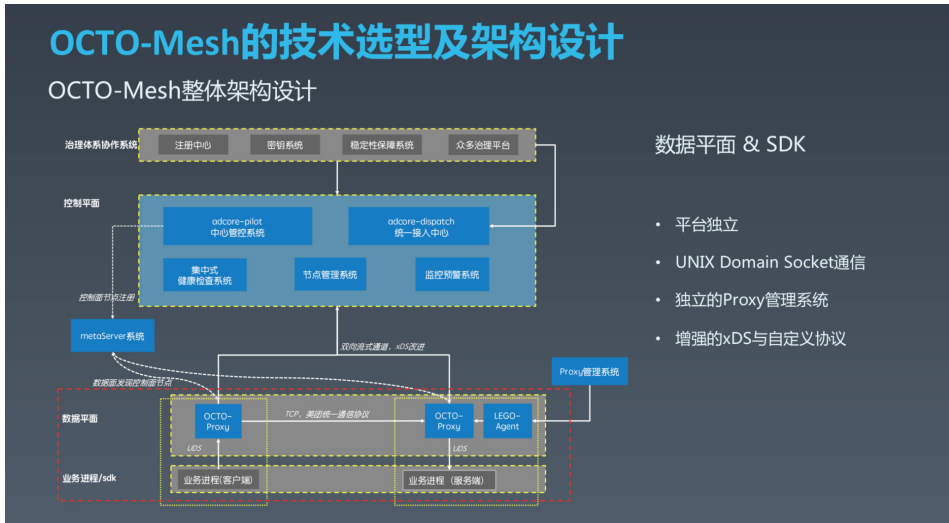 OCTO-Mesh的技术选型及架构设计
OCTO-Mesh整体架构设计
治理体系协作系统
注册中心
密钥系统
稳定性保障系统
众多治理平台
数据平面 & SDK
控制平面
adcore-pilot
中心管控系统
adcore-dispatch
统一接入中心
集中式
健康检查系统
节点管理系统
监控预警系统
• 平台独立
• UNIX Domain Socket通信
• 独立的Proxy管理系统
• 增强的xDS与自定义协议
控制面节点注册
metaServer系统
双向流式通道、xDS改进
数据面发现控制面节点
Proxy管理系统
数据平面
OCTO-
Proxy
TCP、美团统一通信协议
OCTO-
Proxy
LEGO-
Agent
UDS
UDS
业务进程/sdk
业务进程(客户端)
业务进程（服务端）